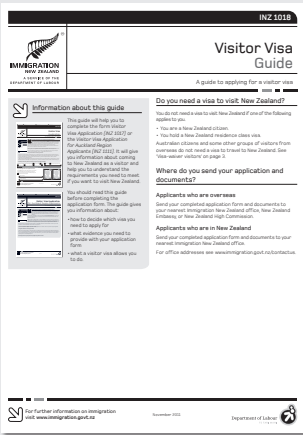 INZ 1018
Visitor Visa
Guide
A guide to applying for a visitor visa
IMMIGRATION
NEW ZEALAND
A SERVICE OF THE
DEPARTMENT OF LABOUR
Information about this guide
This guide will help you to
complete the form Visitor
Visa Application (INZ 1017) or
the Visitor Visa Application
for Auckland Region
Applicants (INZ 1111). It will give
you information about coming
to New Zealand as a visitor and
help you to understand the
requirements you need to meet
if you want to visit New Zealand.
You should read this guide
before completing the
application form. The guide gives
you information about:
• how to decide which visa you
need to apply for
• what evidence you need to
provide with your application
form
• what a visitor visa allows you
to do.
Do you need a visa to visit New Zealand?
You do not need a visa to visit New Zealand if one of the following
applies to you.
• You are a New Zealand citizen.
• You hold a New Zealand residence class visa.
Australian citizens and some other groups of visitors from
overseas do not need a visa to travel to New Zealand. See
'Visa-waiver visitors' on page 3.
Where do you send your application and
documents?
Applicants who are overseas
Send your completed application form and documents to
your nearest Immigration New Zealand office, New Zealand
Embassy, or New Zealand High Commission.
Applicants who are in New Zealand
Send your completed application form and documents to your
nearest Immigration New Zealand office.
For office addresses see www.immigration.govt.nz/contactus.
For further information on immigration
visit www.immigration.govt.nz
November 2011
Department of Labour